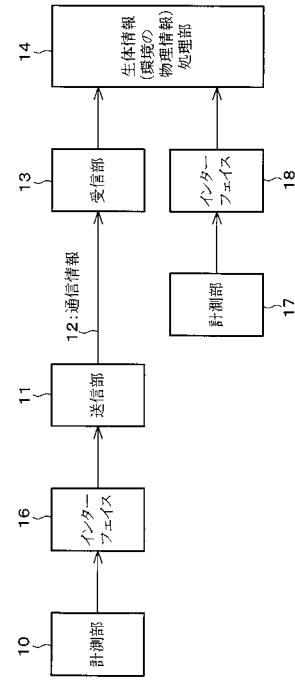 10
計測部
16
インター
フェイス
11
送信部
12:通信情報
13
受信部
14
生体情報
(環境の
物理情報)
処理部
17
計測部
18
インター
フェイス